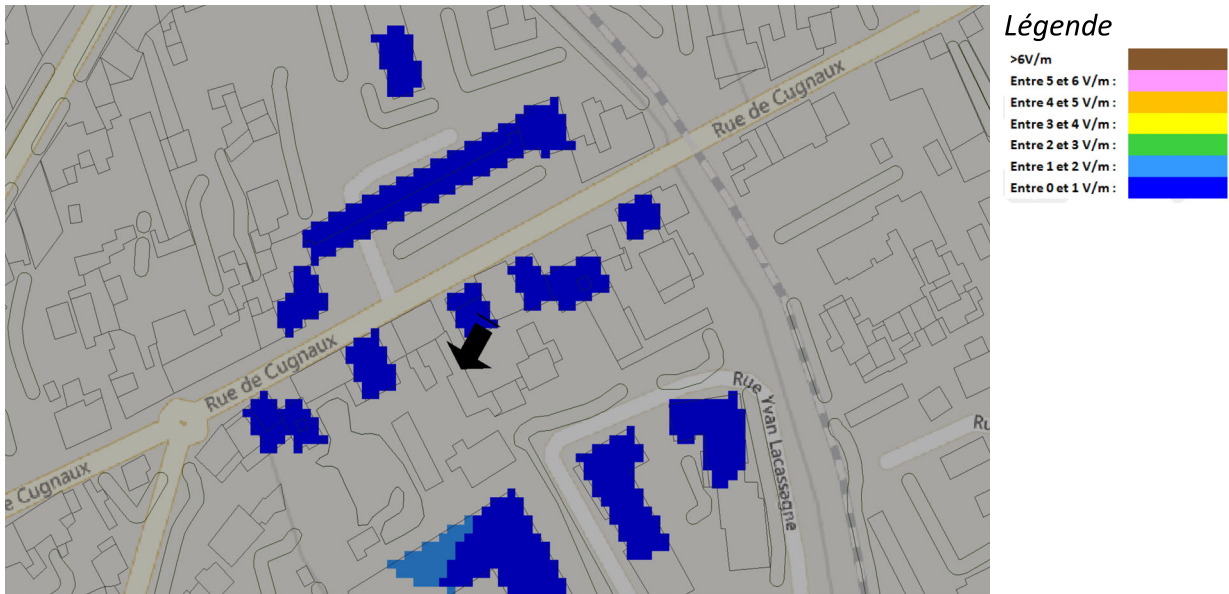 Légende
>6V/m
Entre 5 et 6 V/m :
Entre 4 et 5 V/m :
Entre 3 et 4 V/m :
Entre 2 et 3 V/m :
Entre 1 et 2 V/m :
Entre 0 et 1 V/m :
Rue de Cugnaux
Rue de Cugnaux
e Cugnaux
Rue Yvan Lacassagne
Ru